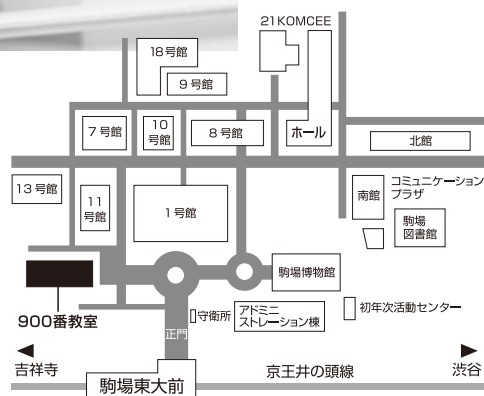 21 KOMCEE
18号館
9号館
7号館
10
号館
8号館
ホール
北館
13号館
11
号館
1号館
南館
コミュニケーション
プラザ
駒場
図書館
駒場博物館
900番教室
守衛所
アドミニ
ストレーション棟
初年次活動センター
正門
吉祥寺
駒場東大前
京王井の頭線
渋谷